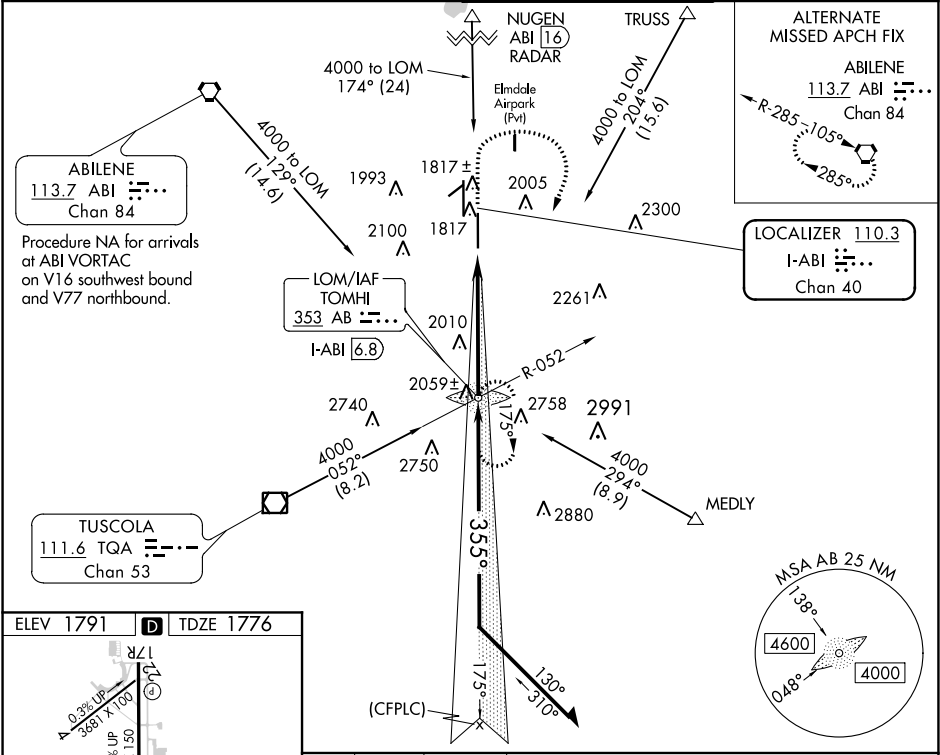 NUGEN
ABI 16
RADAR
TRUSS
4000 to LOM
174° (24)
4000 to LOM
204°
(15.6)
Elmdale
Airpark
(Pvt)
ALTERNATE
MISSED APCH FIX
ABILENE
113.7 ABI
Chan 84
R-285
105°
285°
ABILENE
113.7 ABI
Chan 84
4000 to LOM
129°
(14.6)
Procedure NA for arrivals
at ABI VORTAC
on V16 southwest bound
and V77 northbound.
1993
1817±
2005
2300
2100
1817
LOCALIZER 110.3
I-ABI
Chan 40
LOM/IAF
TOMHI
353 AB
I-ABI 6.8
2261
2010
R-052
2059±
2740
175°
2758
2991
4000
052°
(8.2)
2750
4000
294°
(8.9)
MEDLY
2880
TUSCOLA
111.6 TQA
Chan 53
355°
MSA AB 25 NM
138°
4600
048°
4000
130°
310°
175°
(CFPLC)
ELEV 1791
D
TDZE 1776
17R
22
P
0.3% UP
3681 X 100
4
% UP
150